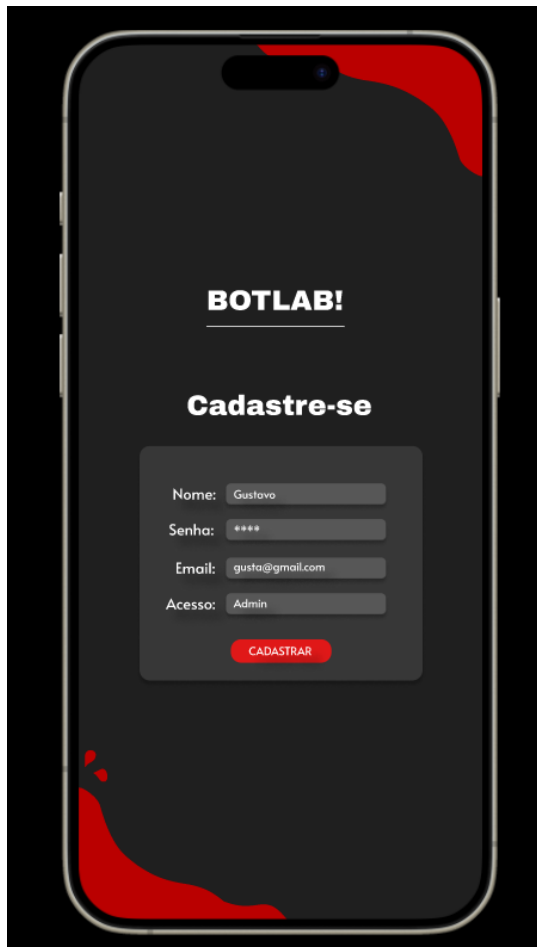 BOTLAB!
Cadastre-se
Nome: Gustavo
Senha: ****
Email: gusta@gmail.com
Acesso: Admin
CADASTRAR